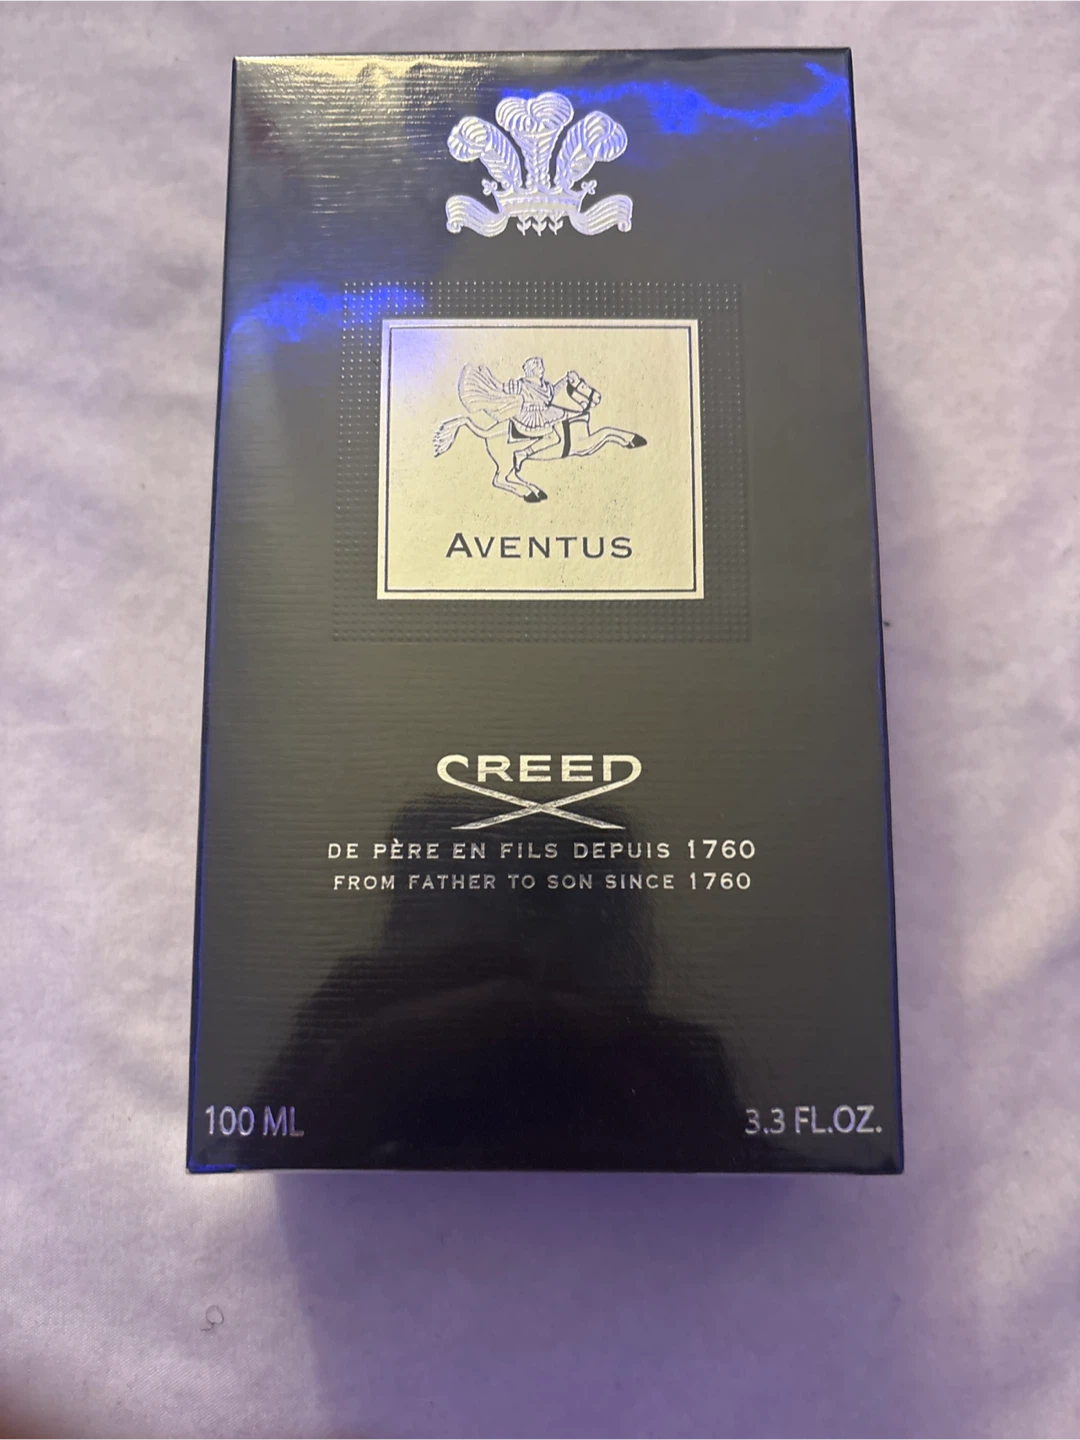 AVENTUS
CREED
DE PÈRE EN FILS DEPUIS 1760
FROM FATHER TO SON SINCE 1760
100 ML
3.3 FL.OZ.